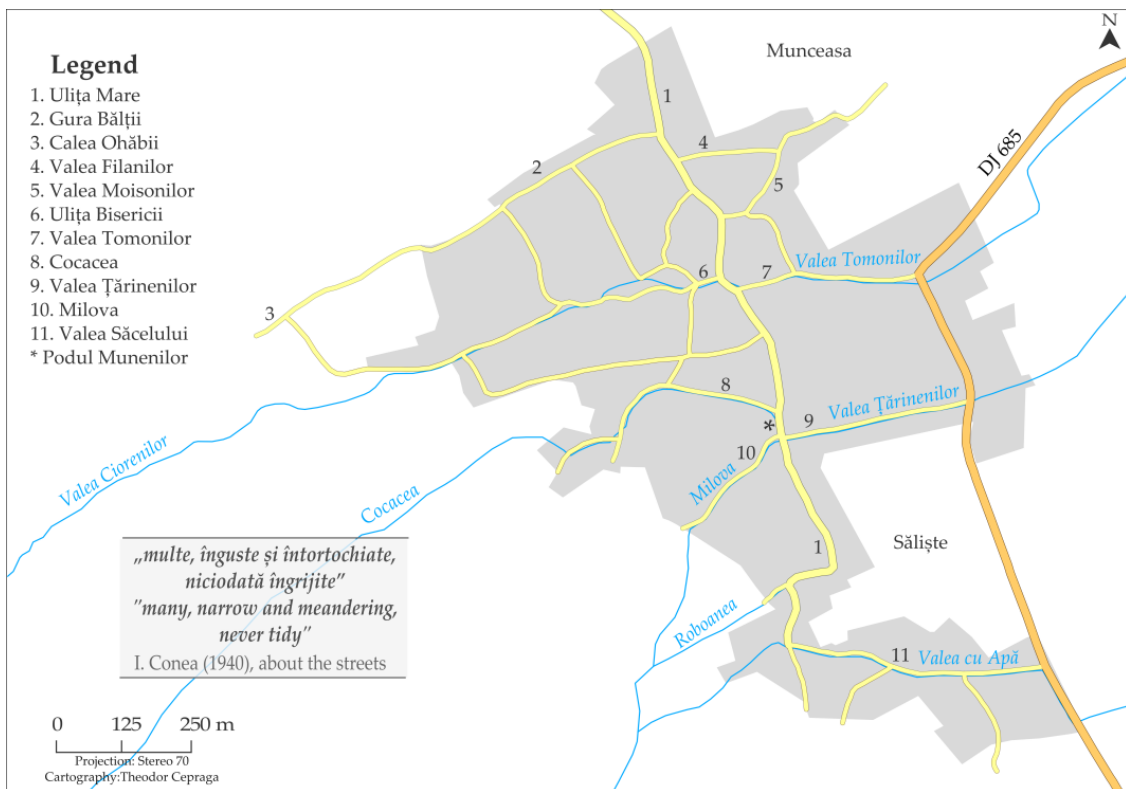 N
Munceasa
Legend
1. Ulița Mare
2. Gura Bălții
3. Calea Ohăbii
4. Valea Filanilor
5. Valea Moisonilor
6. Ulița Bisericii
7. Valea Tomonilor
8. Cocacea
9. Valea Țărinenilor
10. Milova
11. Valea Săcelului
* Podul Munenilor
1
4
2
5
DJ 685
Valea Tomonilor
6
7
3
8
Valea Țărinenilor
*
9
10
Milova
Valea Ciorenilor
Cocacea
Săliște
1
„multe, înguste și întortochiate,
niciodată îngrijite”
"many, narrow and meandering,
never tidy"
I. Conea (1940), about the streets
Roboanea
11
Valea cu Apă
0 125 250 m
Projection: Stereo 70
Cartography:Theodor Cepraga